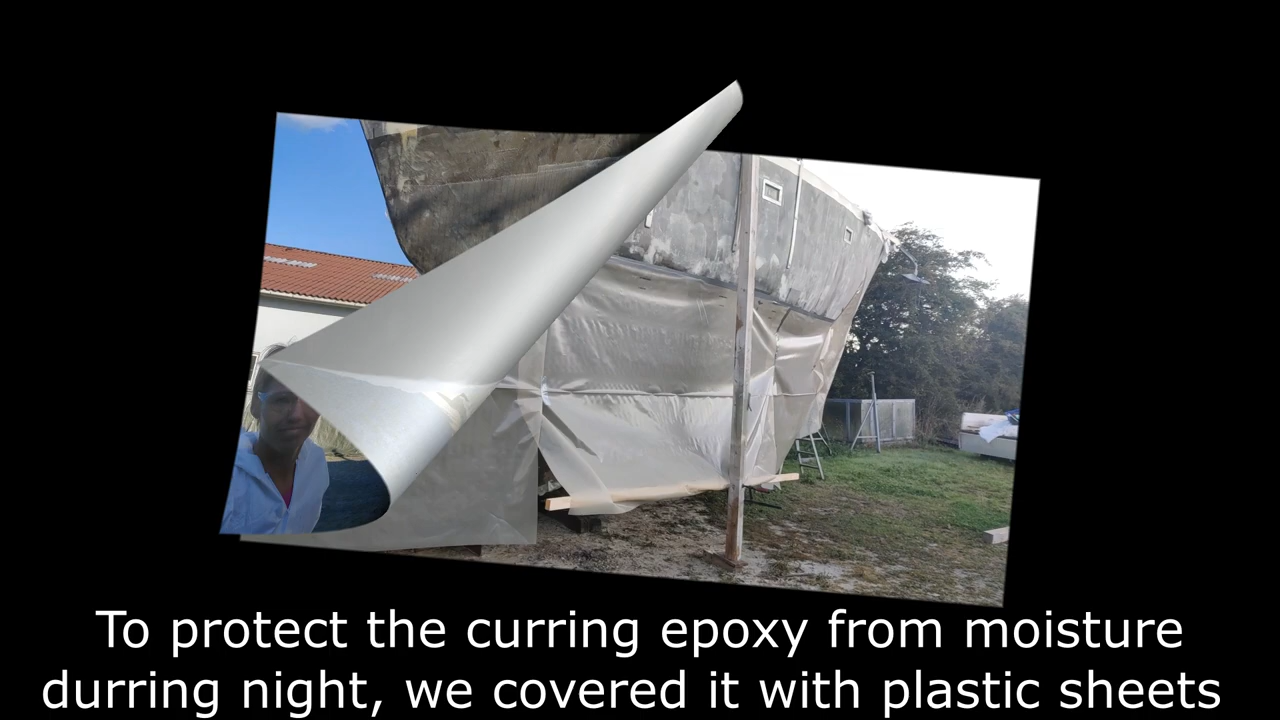 To protect the curring epoxy from moisture
durring night, we covered it with plastic sheets